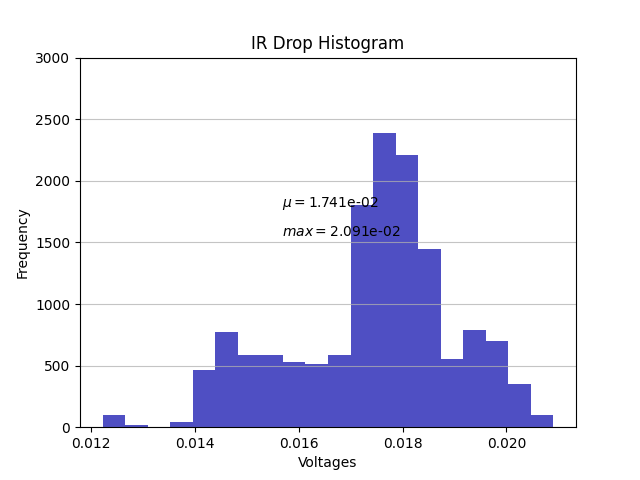 IR Drop Histogram
3000
2500
2000
1500
1000
500
0
Frequency
μ = 1.741e-02
max = 2.091e-02
0.012 0.014 0.016 0.018 0.020
Voltages